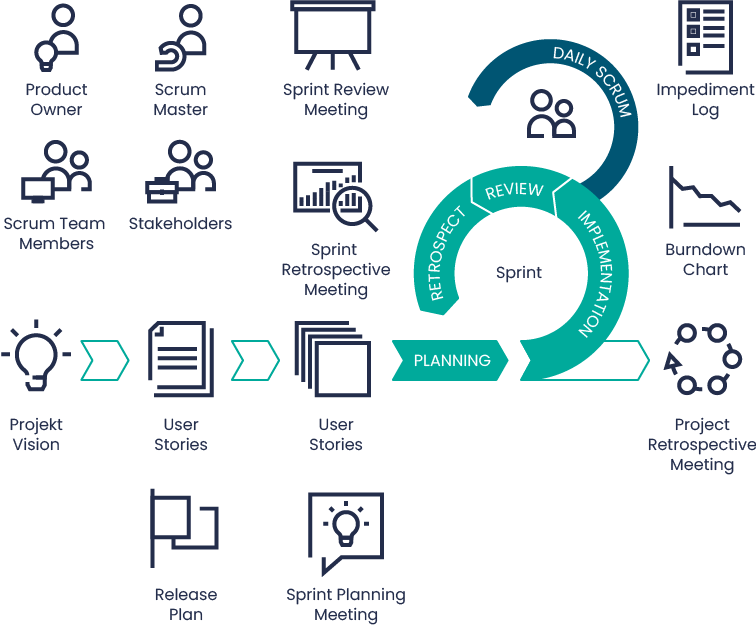 Product
Owner
Scrum
Master
Sprint Review
Meeting
DAILY SCRUM
Impediment
Log
Scrum Team
Members
Stakeholders
Sprint
Retrospective
Meeting
RETROSPECT
REVIEW
IMPLEMENTATION
Sprint
Burndown
Chart
PLANNING
Projekt
Vision
User
Stories
User
Stories
Project
Retrospective
Meeting
Release
Plan
Sprint Planning
Meeting